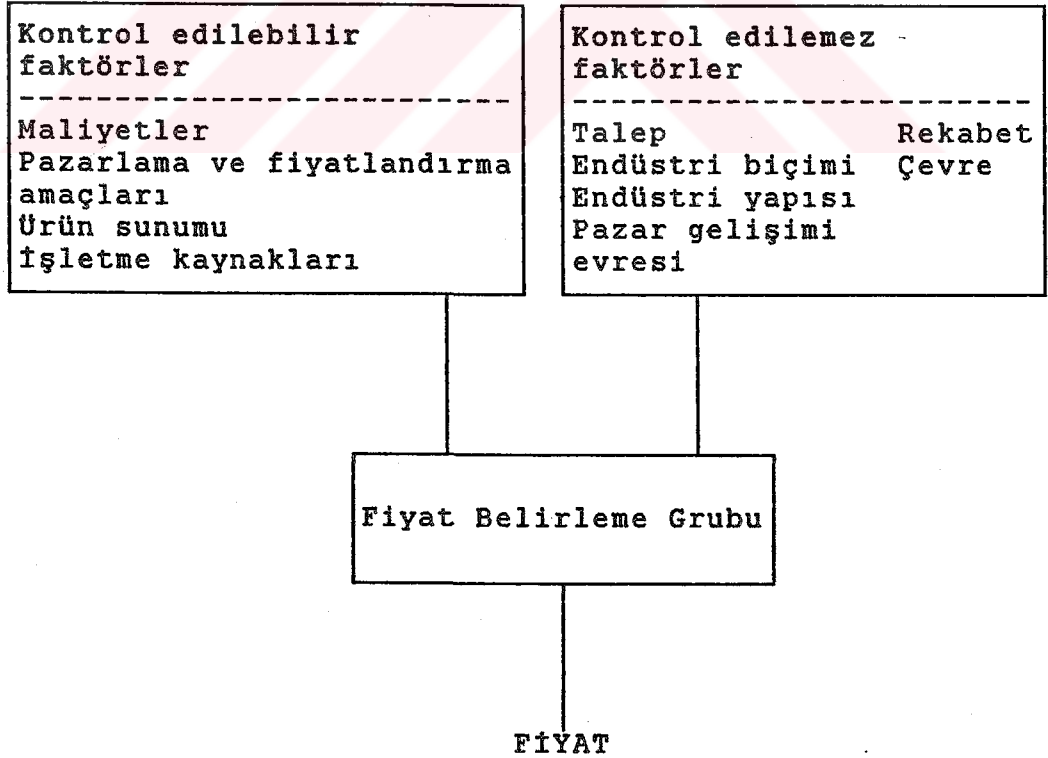 Kontrol edilebilir
faktörler
Maliyetler
Pazarlama ve fiyatlandırma
amaçları
Ürün sunumu
İşletme kaynakları
Kontrol edilemez
faktörler
Talep Rekabet
Endüstri biçimi Çevre
Endüstri yapısı
Pazar gelişimi
evresi
Fiyat Belirleme Grubu
FİYAT